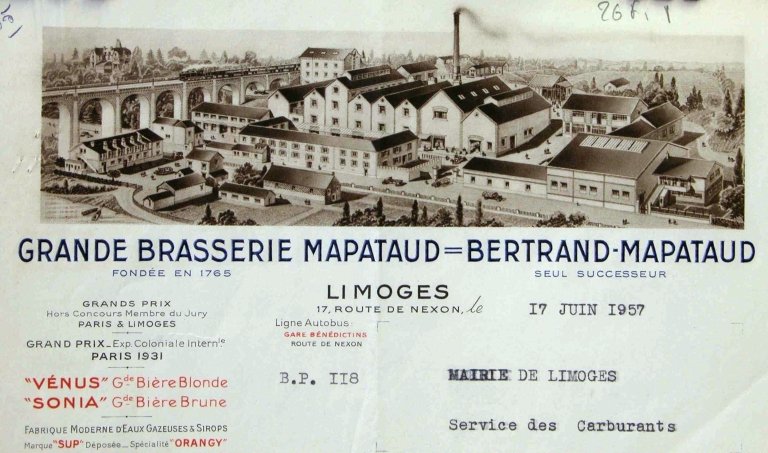 26 F. 1
GRANDE BRASSERIE MAPATAUD=BERTRAND-MAPATAUD
FONDÉE EN 1765
SEUL SUCCESSEUR
LIMOGES
17, ROUTE DE NEXON, le 17 JUIN 1957
GRANDS PRIX
Hors Concours Membre du Jury
PARIS & LIMOGES
GRAND PRIX_Exp. Coloniale Intern^le
PARIS 1931
"VÉNUS" G^de Bière Blonde
"SONIA" G^de Bière Brune
FABRIQUE MODERNE D'EAUX GAZEUSES & SIROPS
Marque "SUP" Déposée_Spécialité "ORANGY"
Ligne Autobus:
GARE BÉNÉDICTINS
ROUTE DE NEXON
B.P. 118
MAIRIE DE LIMOGES
Service des Carburants